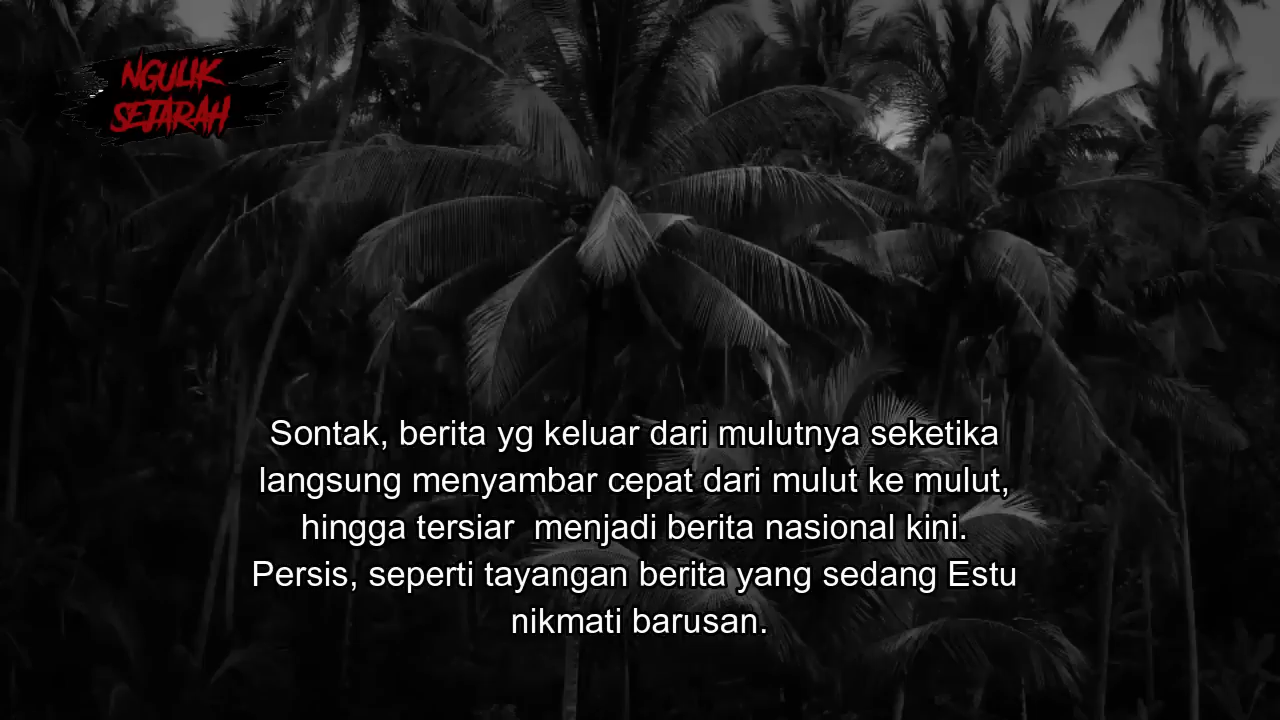 NGULIK
SEJARAH
Sontak, berita yg keluar dari mulutnya seketika
langsung menyambar cepat dari mulut ke mulut,
hingga tersiar  menjadi berita nasional kini.
Persis, seperti tayangan berita yang sedang Estu
nikmati barusan.